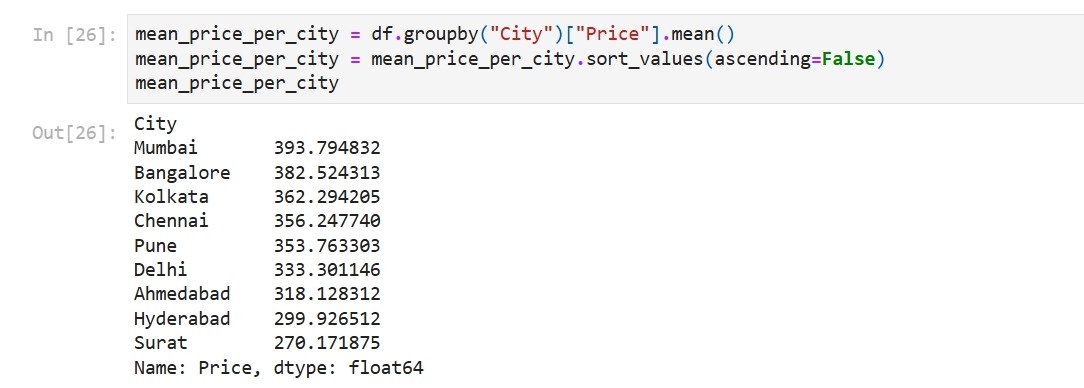 In [26]: mean_price_per_city = df.groupby("City")["Price"].mean()
mean_price_per_city = mean_price_per_city.sort_values(ascending=False)
mean_price_per_city
Out[26]: City
Mumbai 393.794832
Bangalore 382.524313
Kolkata 362.294205
Chennai 356.247740
Pune 353.763303
Delhi 333.301146
Ahmedabad 318.128312
Hyderabad 299.926512
Surat 270.171875
Name: Price, dtype: float64